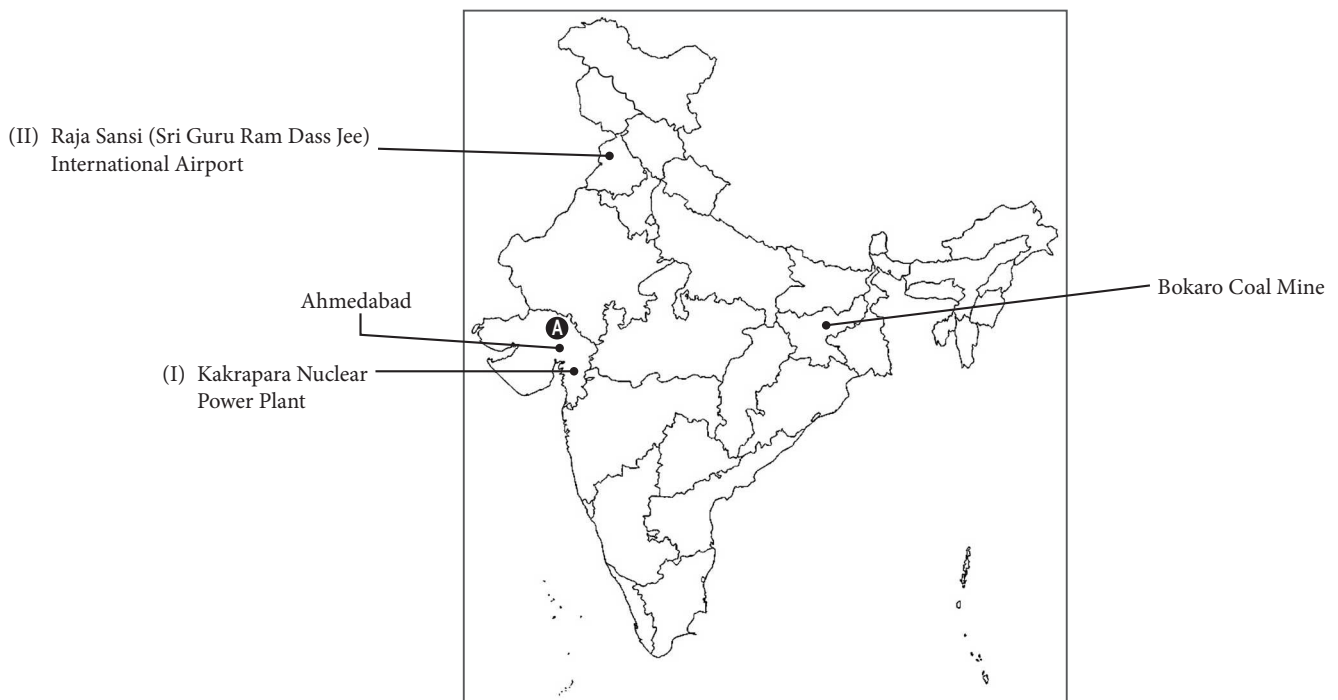 (II) Raja Sansi (Sri Guru Ram Dass Jee)
International Airport
Ahmedabad
A
Bokaro Coal Mine
(I) Kakrapara Nuclear
Power Plant